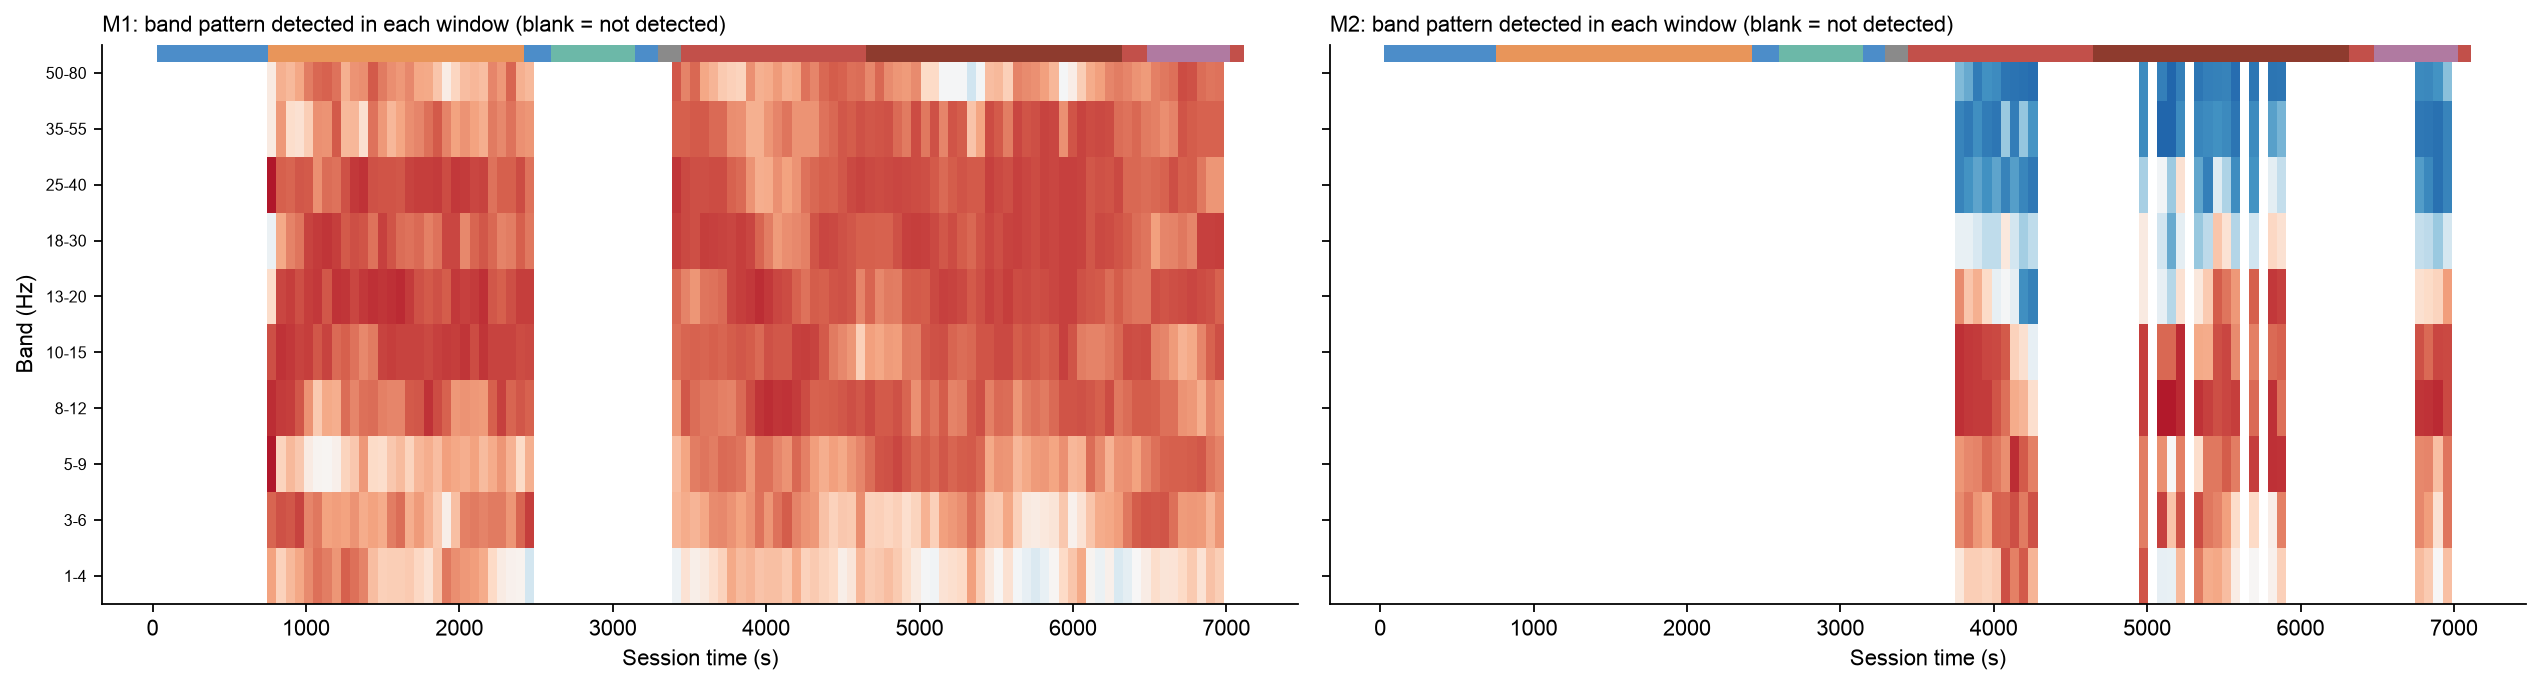 M1: band pattern detected in each window (blank = not detected)
M2: band pattern detected in each window (blank = not detected)
Band (Hz)
50-80
35-55
25-40
18-30
13-20
10-15
8-12
5-9
3-6
1-4
0 1000 2000 3000 4000 5000 6000 7000
Session time (s)
0 1000 2000 3000 4000 5000 6000 7000
Session time (s)